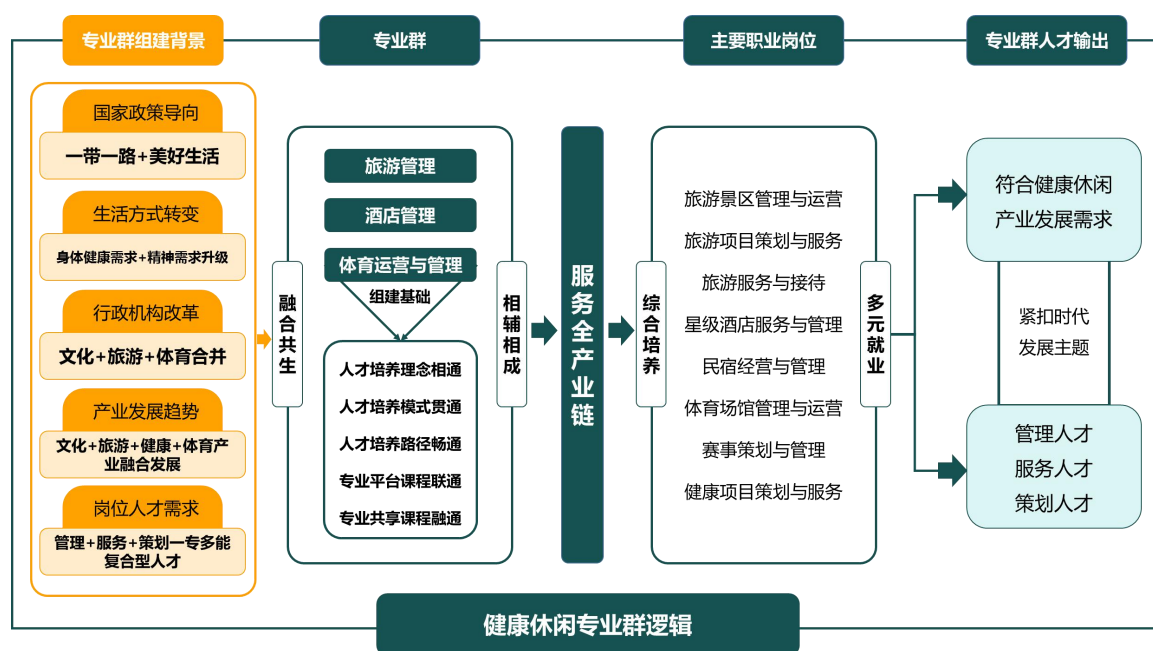 专业群组建背景
专业群
主要职业岗位
专业群人才输出
国家政策导向
一带一路+美好生活
生活方式转变
身体健康需求+精神需求升级
行政机构改革
文化+旅游+体育合并
产业发展趋势
文化+旅游+健康+体育产
业融合发展
岗位人才需求
管理+服务+策划一专多能
复合型人才
融合共生
旅游管理
酒店管理
体育运营与管理
组建基础
人才培养理念相通
人才培养模式贯通
人才培养路径畅通
专业平台课程联通
专业共享课程融通
相辅相成
服务全产业链
综合培养
旅游景区管理与运营
旅游项目策划与服务
旅游服务与接待
星级酒店服务与管理
民宿经营与管理
体育场馆管理与运营
赛事策划与管理
健康项目策划与服务
多元就业
符合健康休闲
产业发展需求
紧扣时代
发展主题
管理人才
服务人才
策划人才
健康休闲专业群逻辑